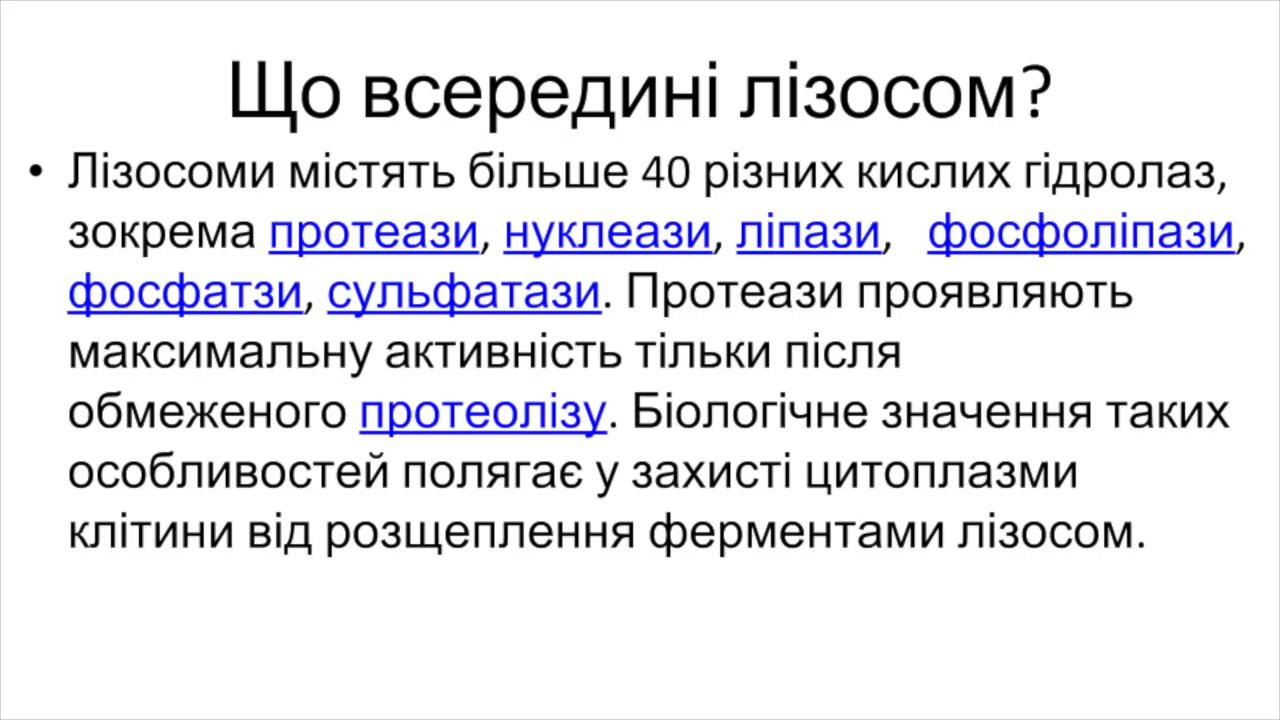 Що всередині лізосом?
• Лізосоми містять більше 40 різних кислих гідролаз,
зокрема протеази, нуклеази, ліпази, фосфоліпази,
фосфатзи, сульфатази. Протеази проявляють
максимальну активність тільки після
обмеженого протеолізу. Біологічне значення таких
особливостей полягає у захисті цитоплазми
клітини від розщеплення ферментами лізосом.